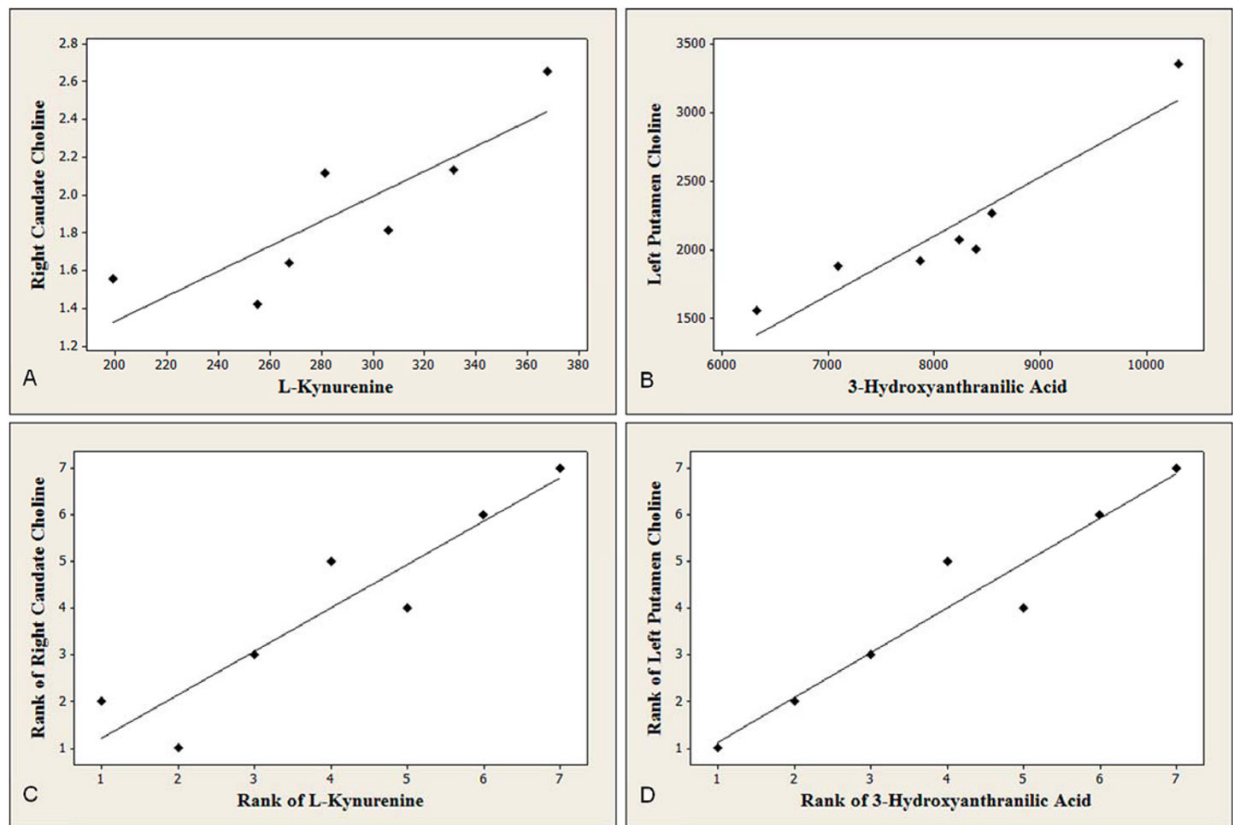 2.8
2.6
2.4
2.2
2.0
1.8
1.6
1.4
1.2
Right Caudate Choline
200 220 240 260 280 300 320 340 360 380
L-Kynurenine
A
3500
3000
2500
2000
1500
Left Putamen Choline
6000 7000 8000 9000 10000
3-Hydroxyanthranilic Acid
B
7
6
5
4
3
2
1
Rank of Right Caudate Choline
1 2 3 4 5 6 7
Rank of L-Kynurenine
C
7
6
5
4
3
2
1
Rank of Left Putamen Choline
1 2 3 4 5 6 7
Rank of 3-Hydroxyanthranilic Acid
D